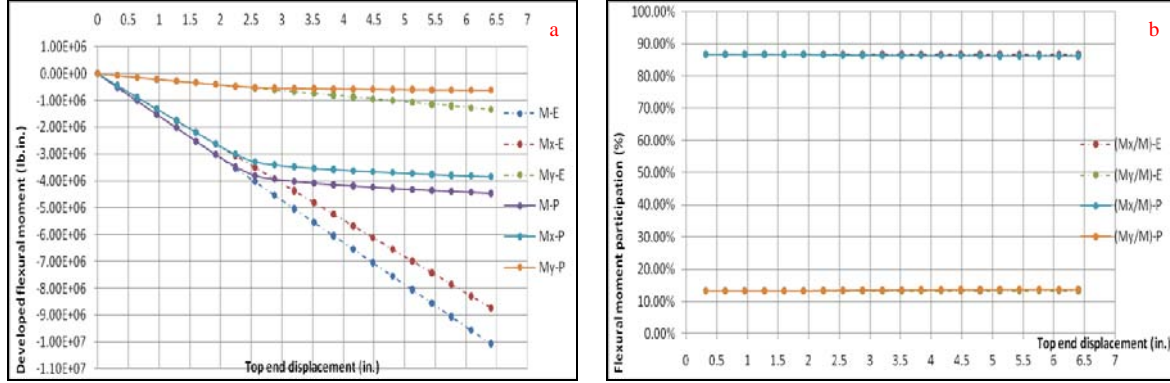 0 0.5 1 1.5 2 2.5 3 3.5 4 4.5 5 5.5 6 6.5 7
a
1.00E+06
0.00E+00
-1.00E+06
-2.00E+06
-3.00E+06
-4.00E+06
-5.00E+06
-6.00E+06
-7.00E+06
-8.00E+06
-9.00E+06
-1.00E+07
-1.10E+07
Developed flexural moment (lb.in.)
Top end displacement (in.)
M-E
Mx-E
My-E
M-P
Mx-P
My-P
b
100.00%
90.00%
80.00%
70.00%
60.00%
50.00%
40.00%
30.00%
20.00%
10.00%
0.00%
Flexural moment participation (%)
(Mx/M)-E
(My/M)-E
(Mx/M)-P
(My/M)-P
Top end displacement (in.)
0 0.5 1 1.5 2 2.5 3 3.5 4 4.5 5 5.5 6 6.5 7